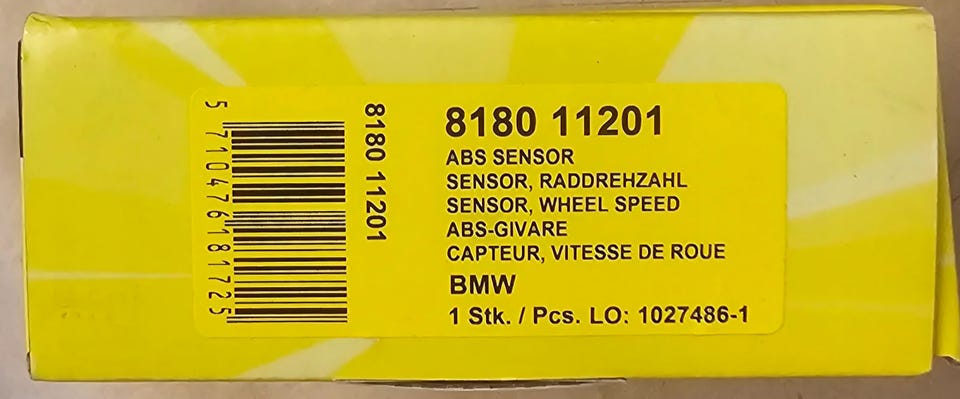 8180 11201
ABS SENSOR
SENSOR, RADDREHZAHL
SENSOR, WHEEL SPEED
ABS-GIVARE
CAPTEUR, VITESSE DE ROUE
BMW
1 Stk. / Pcs. LO: 1027486-1
8180 11201
5 710476 181725